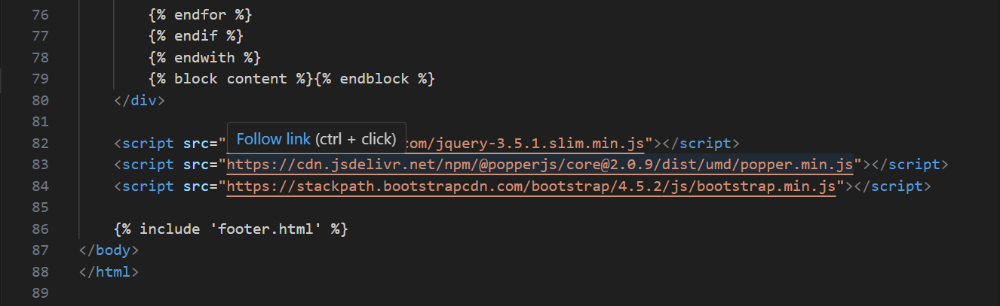 76 {% endfor %}
77 {% endif %}
78 {% endwith %}
79 {% block content %}{% endblock %}
80 </div>
81
Follow link (ctrl + click)
82 <script src="com/jquery-3.5.1.slim.min.js"></script>
83 <script src="https://cdn.jsdelivr.net/npm/@popperjs/core@2.0.9/dist/umd/popper.min.js"></script>
84 <script src="https://stackpath.bootstrapcdn.com/bootstrap/4.5.2/js/bootstrap.min.js"></script>
85
86 {% include 'footer.html' %}
87 </body>
88 </html>
89